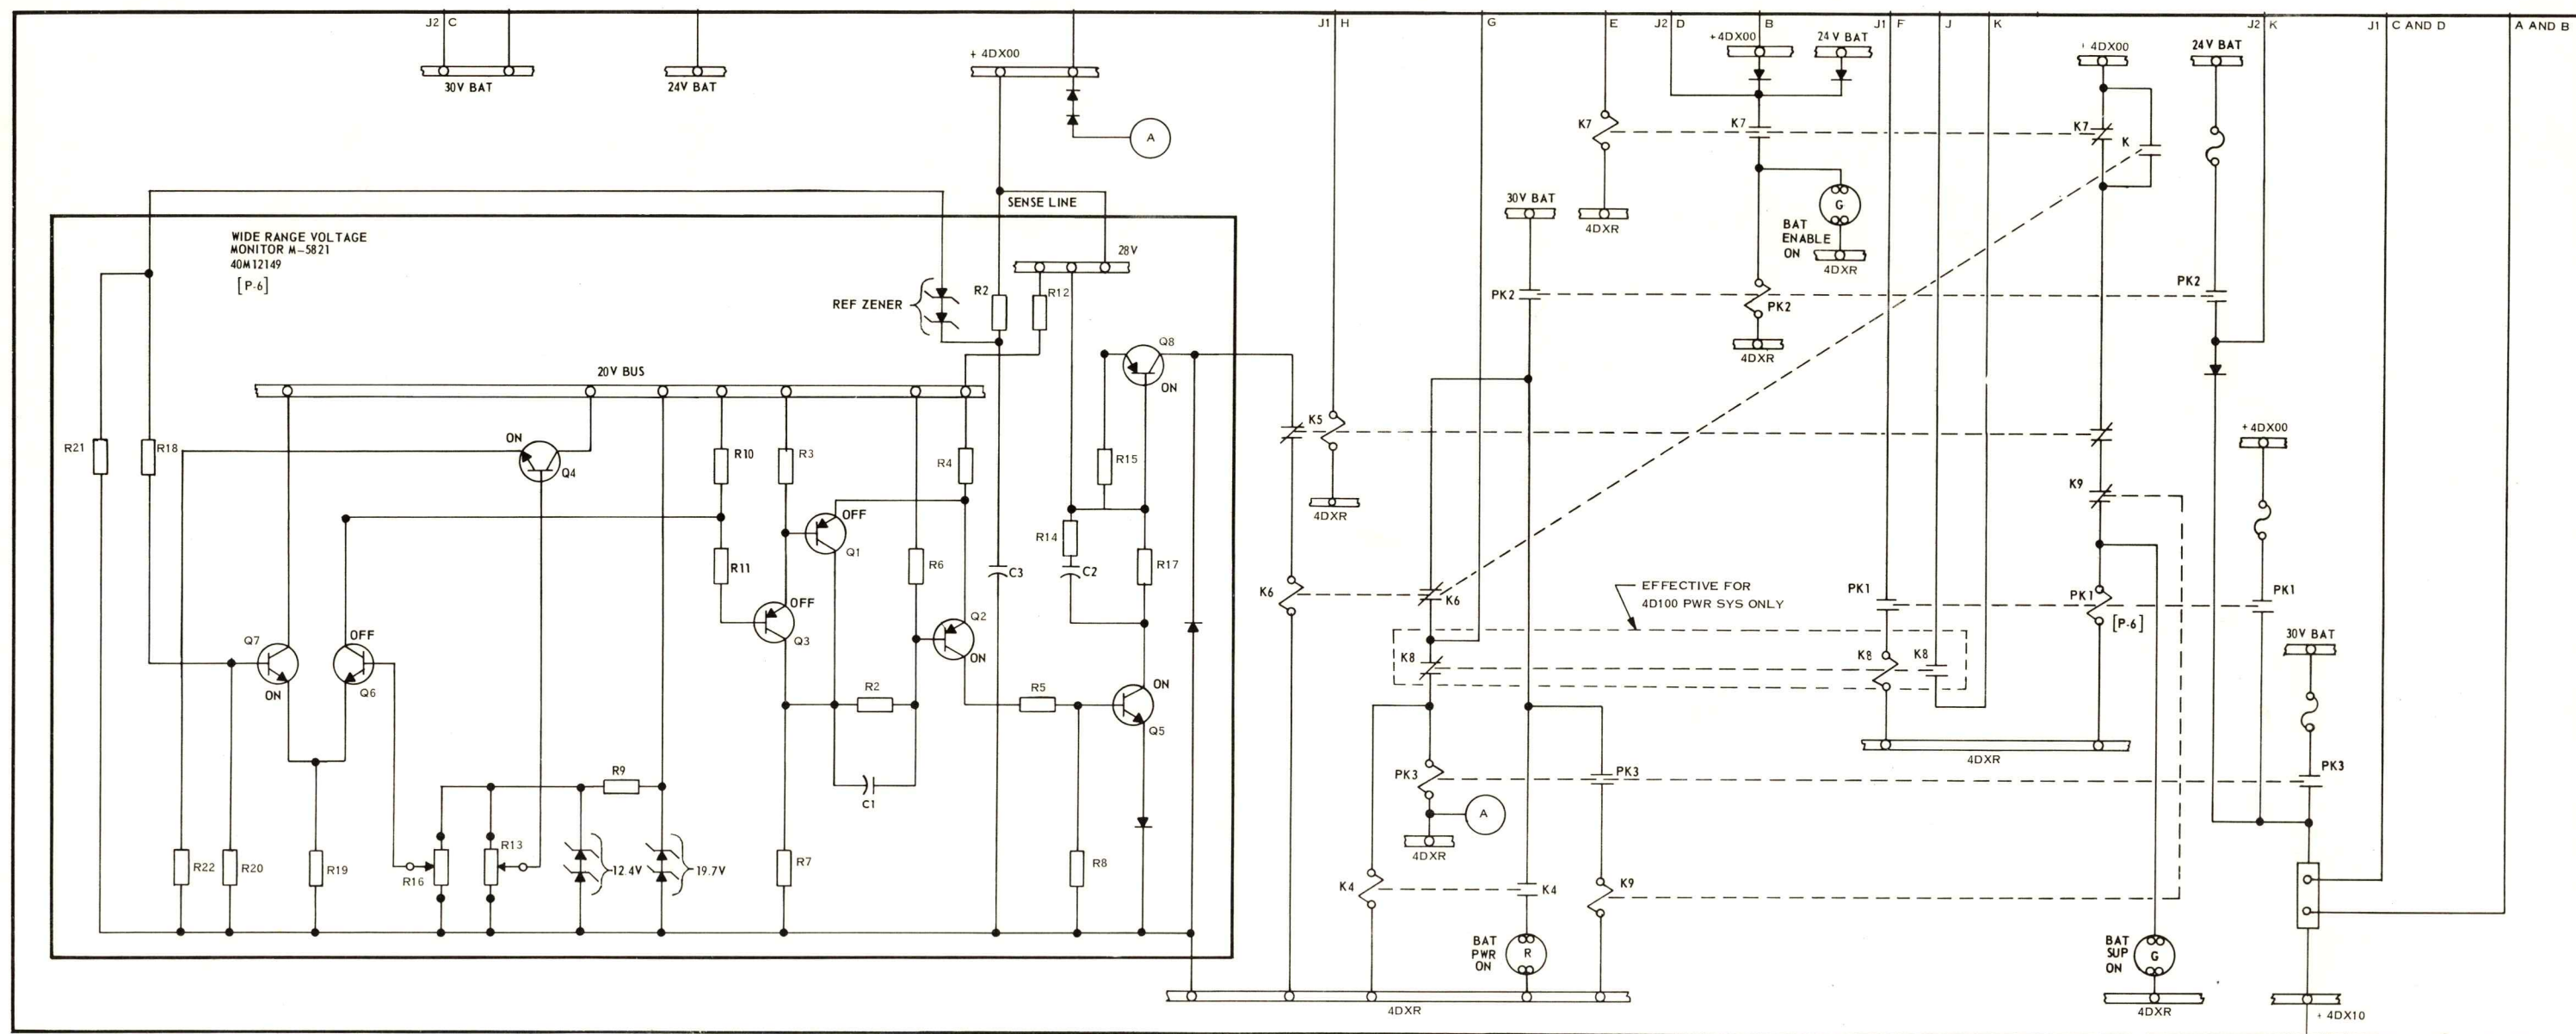 J2 C
J1 H
G
E
J2 D
B
J1 F
J
K
J2 K
J1 C AND D
A AND B
30V BAT
24V BAT
+ 4DX00
A
SENSE LINE
WIDE RANGE VOLTAGE
MONITOR M-5821
40M12149
[P-6]
28V
REF ZENER
R2
R12
Q8
ON
20V BUS
R21
R18
ON
Q4
R10
R3
R4
R15
OFF
Q1
R11
R6
C3
R14
C2
R17
OFF
Q3
Q2
ON
Q7
ON
OFF
Q6
R2
R5
ON
Q5
C1
R9
R13
R22
R20
R19
R16
12.4V
19.7V
R7
R8
K5
4DXR
K6
K7
4DXR
+4DX00
24V BAT
K7
G
BAT
ENABLE
ON
4DXR
30V BAT
PK2
PK2
4DXR
K6
EFFECTIVE FOR
4D100 PWR SYS ONLY
K8
PK1
K8
K8
4DXR
PK3
A
4DXR
PK3
K4
K4
K9
BAT
PWR
ON
R
4DXR
+ 4DX00
K7
K
24V BAT
PK2
K9
PK1
[P-6]
+4DX00
PK1
30V BAT
PK3
BAT
SUP
ON
G
4DXR
+ 4DX10